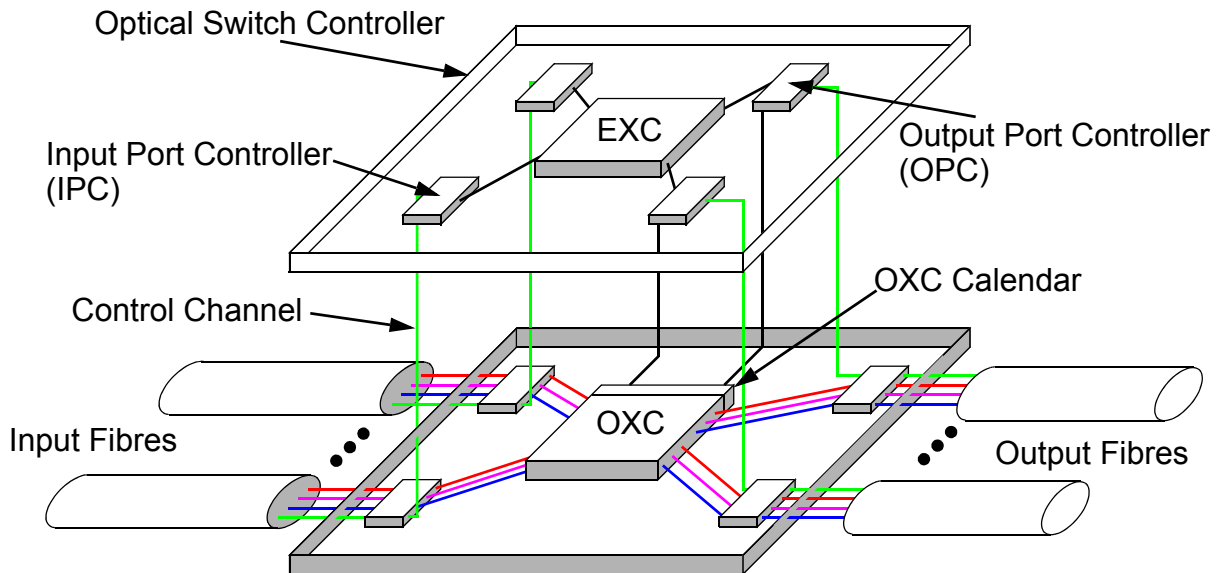 Optical Switch Controller
EXC
Output Port Controller
(OPC)
Input Port Controller
(IPC)
OXC Calendar
Control Channel
OXC
Input Fibres
Output Fibres